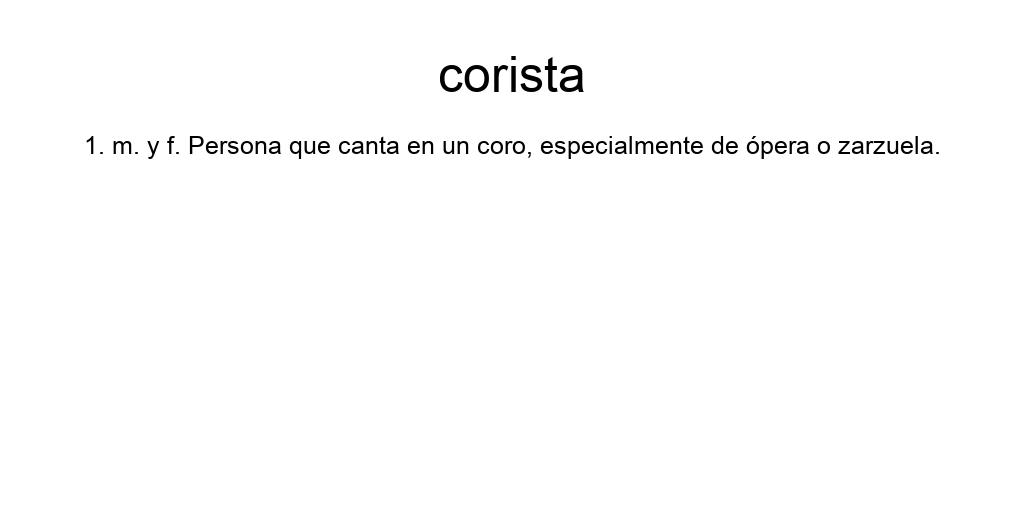 corista
1. m. y f. Persona que canta en un coro, especialmente de ópera o zarzuela.